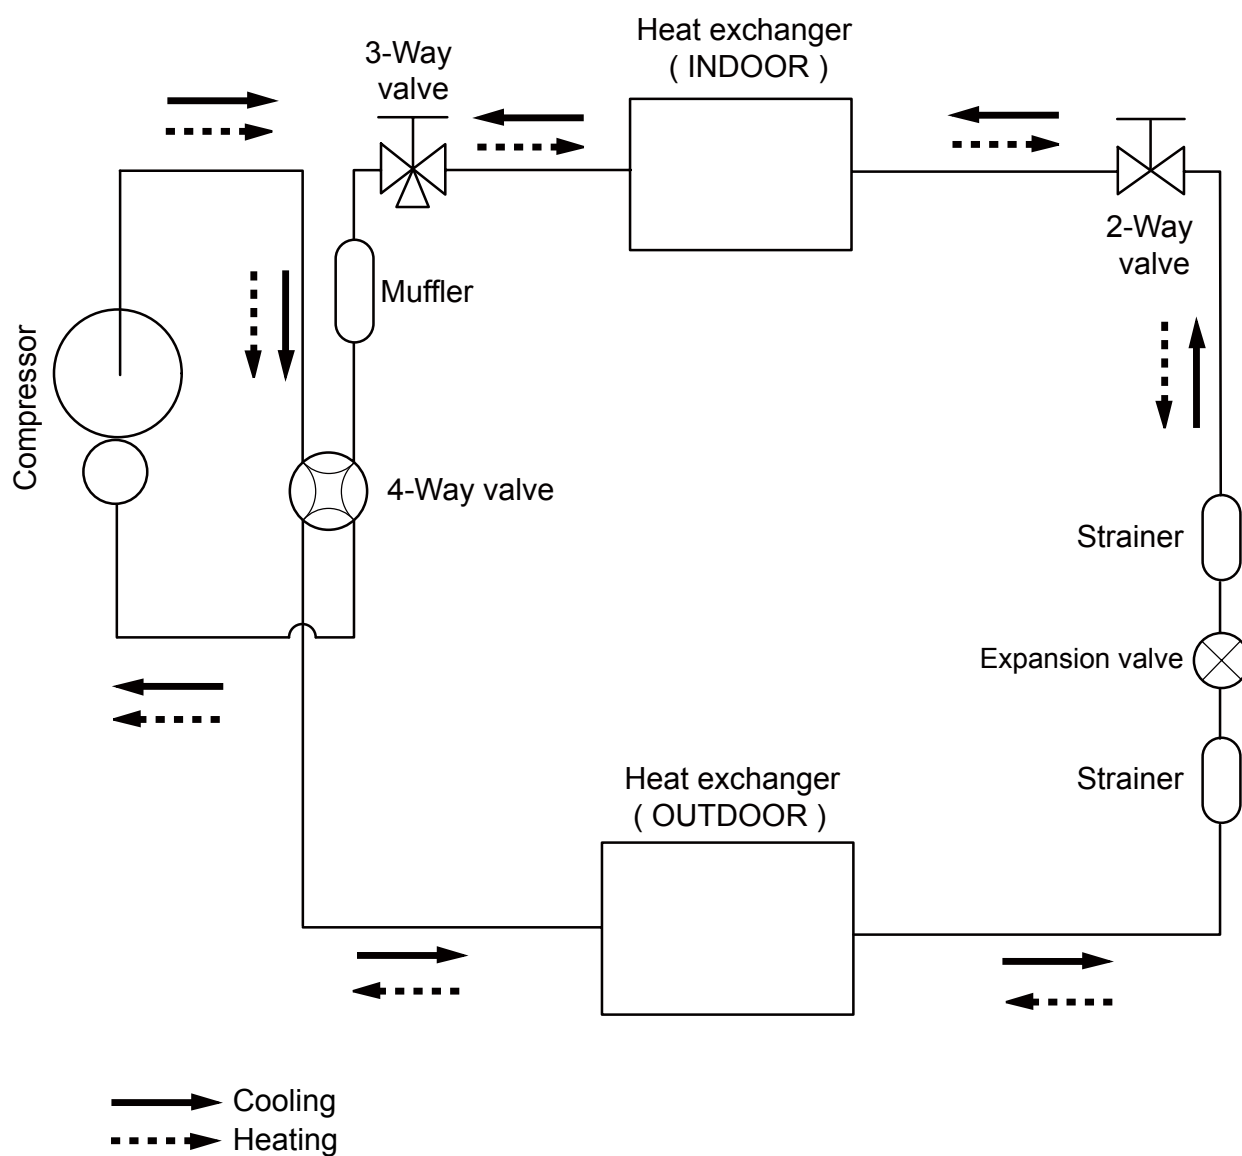 Heat exchanger
( INDOOR )
3-Way
valve
2-Way
valve
Muffler
Compressor
4-Way valve
Strainer
Expansion valve
Strainer
Heat exchanger
( OUTDOOR )
Cooling
Heating